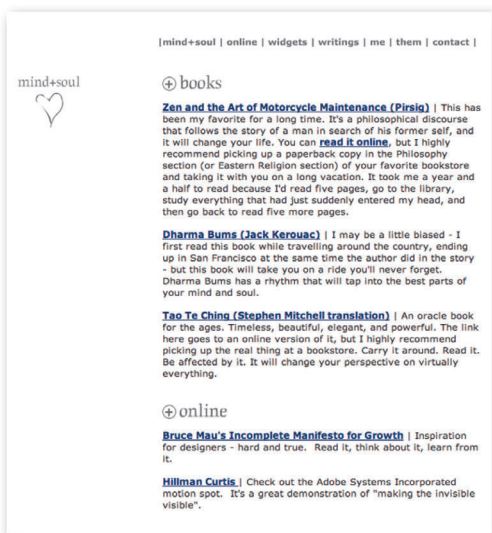 |mind+soul | online | widgets | writings | me | them | contact |
mind+soul
+ books
Zen and the Art of Motorcycle Maintenance (Pirsig) | This has
been my favorite for a long time. It's a philosophical discourse
that follows the story of a man in search of his former self, and
it will change your life. You can read it online, but I highly
recommend picking up a paperback copy in the Philosophy
section (or Eastern Religion section) of your favorite bookstore
and taking it with you on a long vacation. It took me a year and
a half to read because I'd read five pages, go to the library,
study everything that had just suddenly entered my head, and
then go back to read five more pages.
Dharma Bums (Jack Kerouac) | I may be a little biased - I
first read this book while travelling around the country, ending
up in San Francisco at the same time the author did in the story
- but this book will take you on a ride you'll never forget.
Dharma Bums has a rhythm that will tap into the best parts of
your mind and soul.
Tao Te Ching (Stephen Mitchell translation) | An oracle book
for the ages. Timeless, beautiful, elegant, and powerful. The link
here goes to an online version of it, but I highly recommend
picking up the real thing at a bookstore. Carry it around. Read it.
Be affected by it. It will change your perspective on virtually
everything.
+ online
Bruce Mau's Incomplete Manifesto for Growth | Inspiration
for designers - hard and true.  Read it, think about it, learn from
it.
Hillman Curtis | Check out the Adobe Systems Incorporated
motion spot.  It's a great demonstration of "making the invisible
visible".